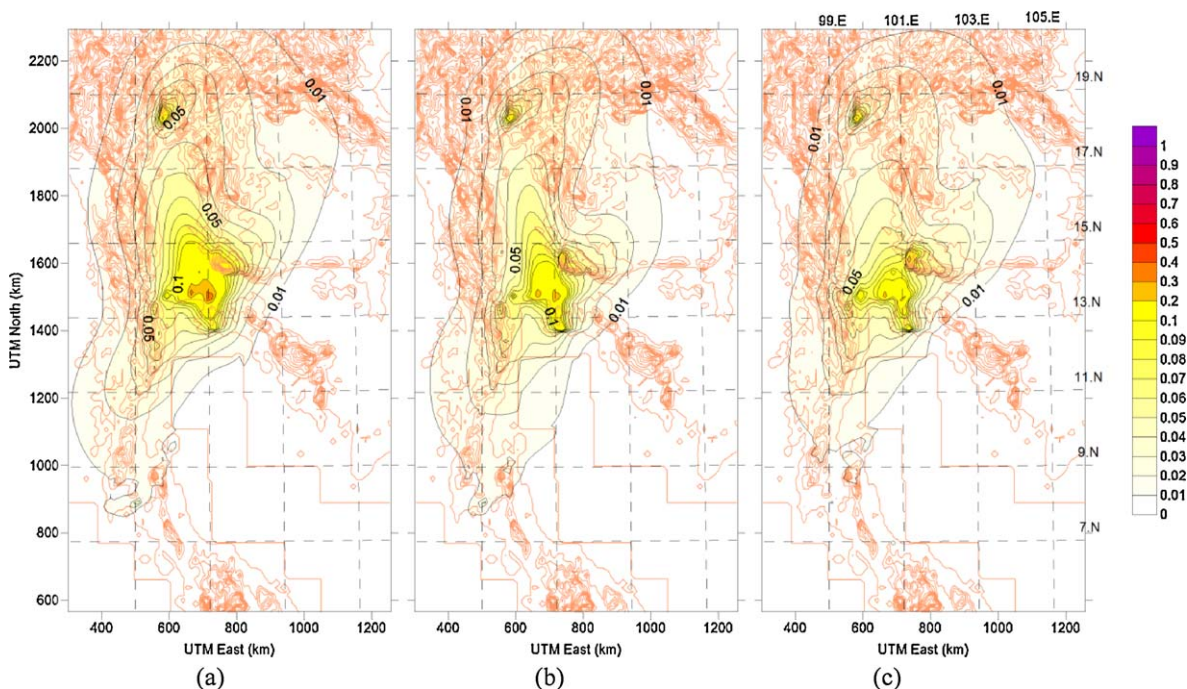 99.E 101.E 103.E 105.E
2200
2000
1800
1600
1400
1200
1000
800
600
UTM North (km)
0.01
0.05
0.05
0.1
0.05
0.01
400 600 800 1000 1200
UTM East (km)
(a)
0.01
0.01
0.05
0.1
0.01
400 600 800 1000 1200
UTM East (km)
(b)
0.01
0.01
0.05
0.01
400 600 800 1000 1200
UTM East (km)
(c)
19.N
17.N
15.N
13.N
11.N
9.N
7.N
1
0.9
0.8
0.7
0.6
0.5
0.4
0.3
0.2
0.1
0.09
0.08
0.07
0.06
0.05
0.04
0.03
0.02
0.01
0